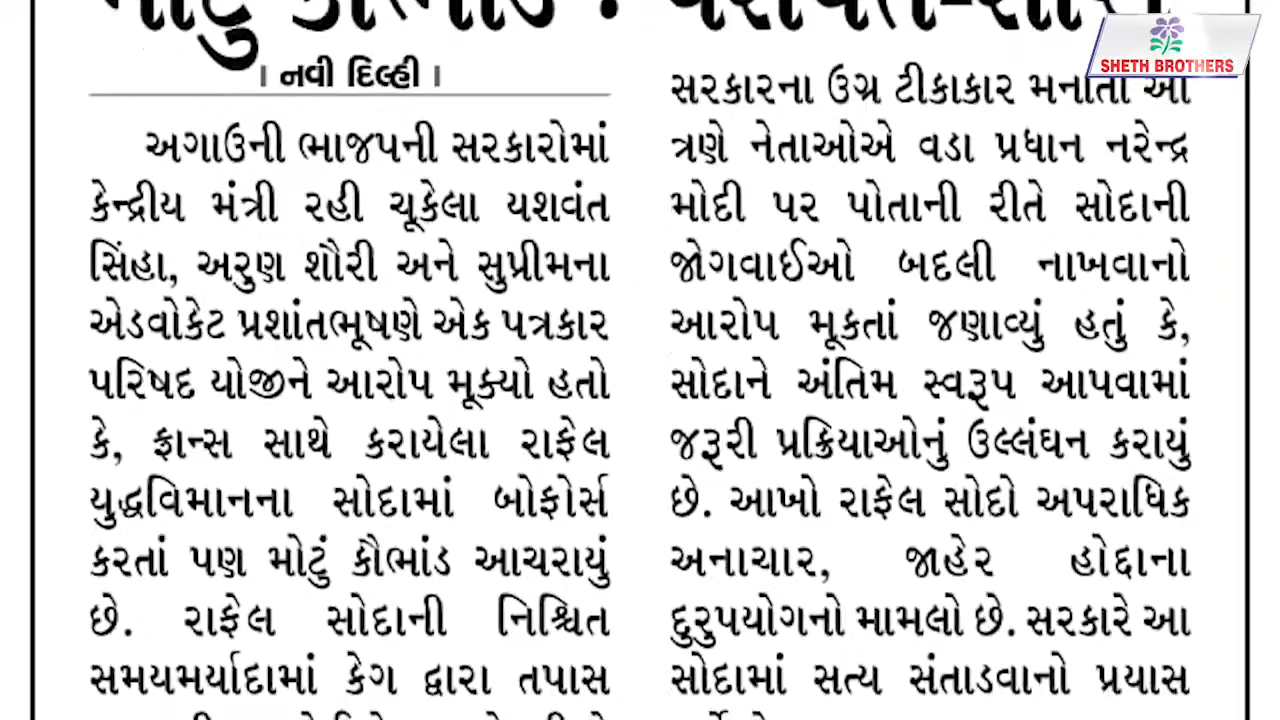 મોટું કૌભાંડ : યશવંત-શૌરી
SHETH BROTHERS
। નવી દિલ્હી ।
અગાઉની ભાજપની સરકારોમાં
કેન્દ્રીય મંત્રી રહી ચૂકેલા યશવંત
સિંહા, અરુણ શૌરી અને સુપ્રીમના
એડવોકેટ પ્રશાંતભૂષણે એક પત્રકાર
પરિષદ યોજીને આરોપ મૂક્યો હતો
કે, ફ્રાન્સ સાથે કરાયેલા રાફેલ
યુદ્ધવિમાનના સોદામાં બોફોર્સ
કરતાં પણ મોટું કૌભાંડ આચરાયું
છે. રાફેલ સોદાની નિશ્ચિત
સમયમર્યાદામાં કેગ દ્વારા તપાસ
સરકારના ઉગ્ર ટીકાકાર મનાતા આ
ત્રણે નેતાઓએ વડા પ્રધાન નરેન્દ્ર
મોદી પર પોતાની રીતે સોદાની
જોગવાઈઓ બદલી નાખવાનો
આરોપ મૂકતાં જણાવ્યું હતું કે,
સોદાને અંતિમ સ્વરૂપ આપવામાં
જરૂરી પ્રક્રિયાઓનું ઉલ્લંઘન કરાયું
છે. આખો રાફેલ સોદો અપરાધિક
અનાચાર, જાહેર હોદ્દાના
દુરુપયોગનો મામલો છે. સરકારે આ
સોદામાં સત્ય સંતાડવાનો પ્રયાસ